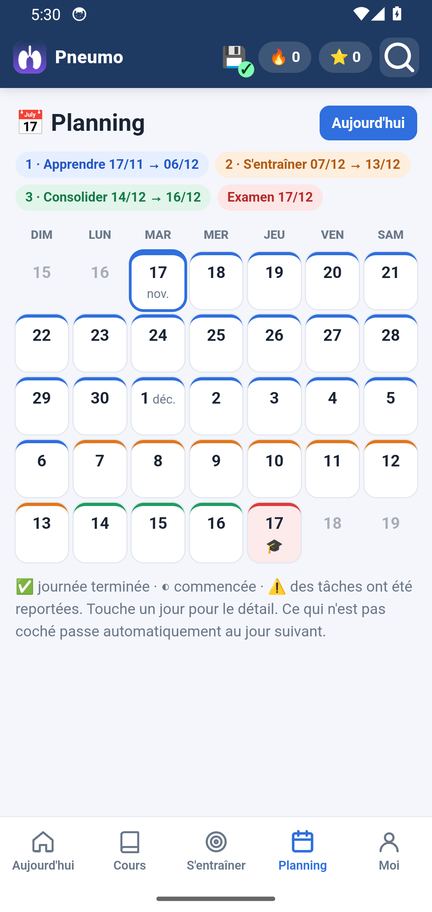 5:30
Pneumo
0
0
Planning
Aujourd'hui
1 · Apprendre 17/11 → 06/12
2 · S'entraîner 07/12 → 13/12
3 · Consolider 14/12 → 16/12
Examen 17/12
DIM LUN MAR MER JEU VEN SAM
15 16 17 18 19 20 21
nov.
22 23 24 25 26 27 28
29 30 1 déc. 2 3 4 5
6 7 8 9 10 11 12
13 14 15 16 17 18 19
journée terminée · commencée · des tâches ont été
reportées. Touche un jour pour le détail. Ce qui n'est pas
coché passe automatiquement au jour suivant.
Aujourd'hui Cours S'entraîner Planning Moi